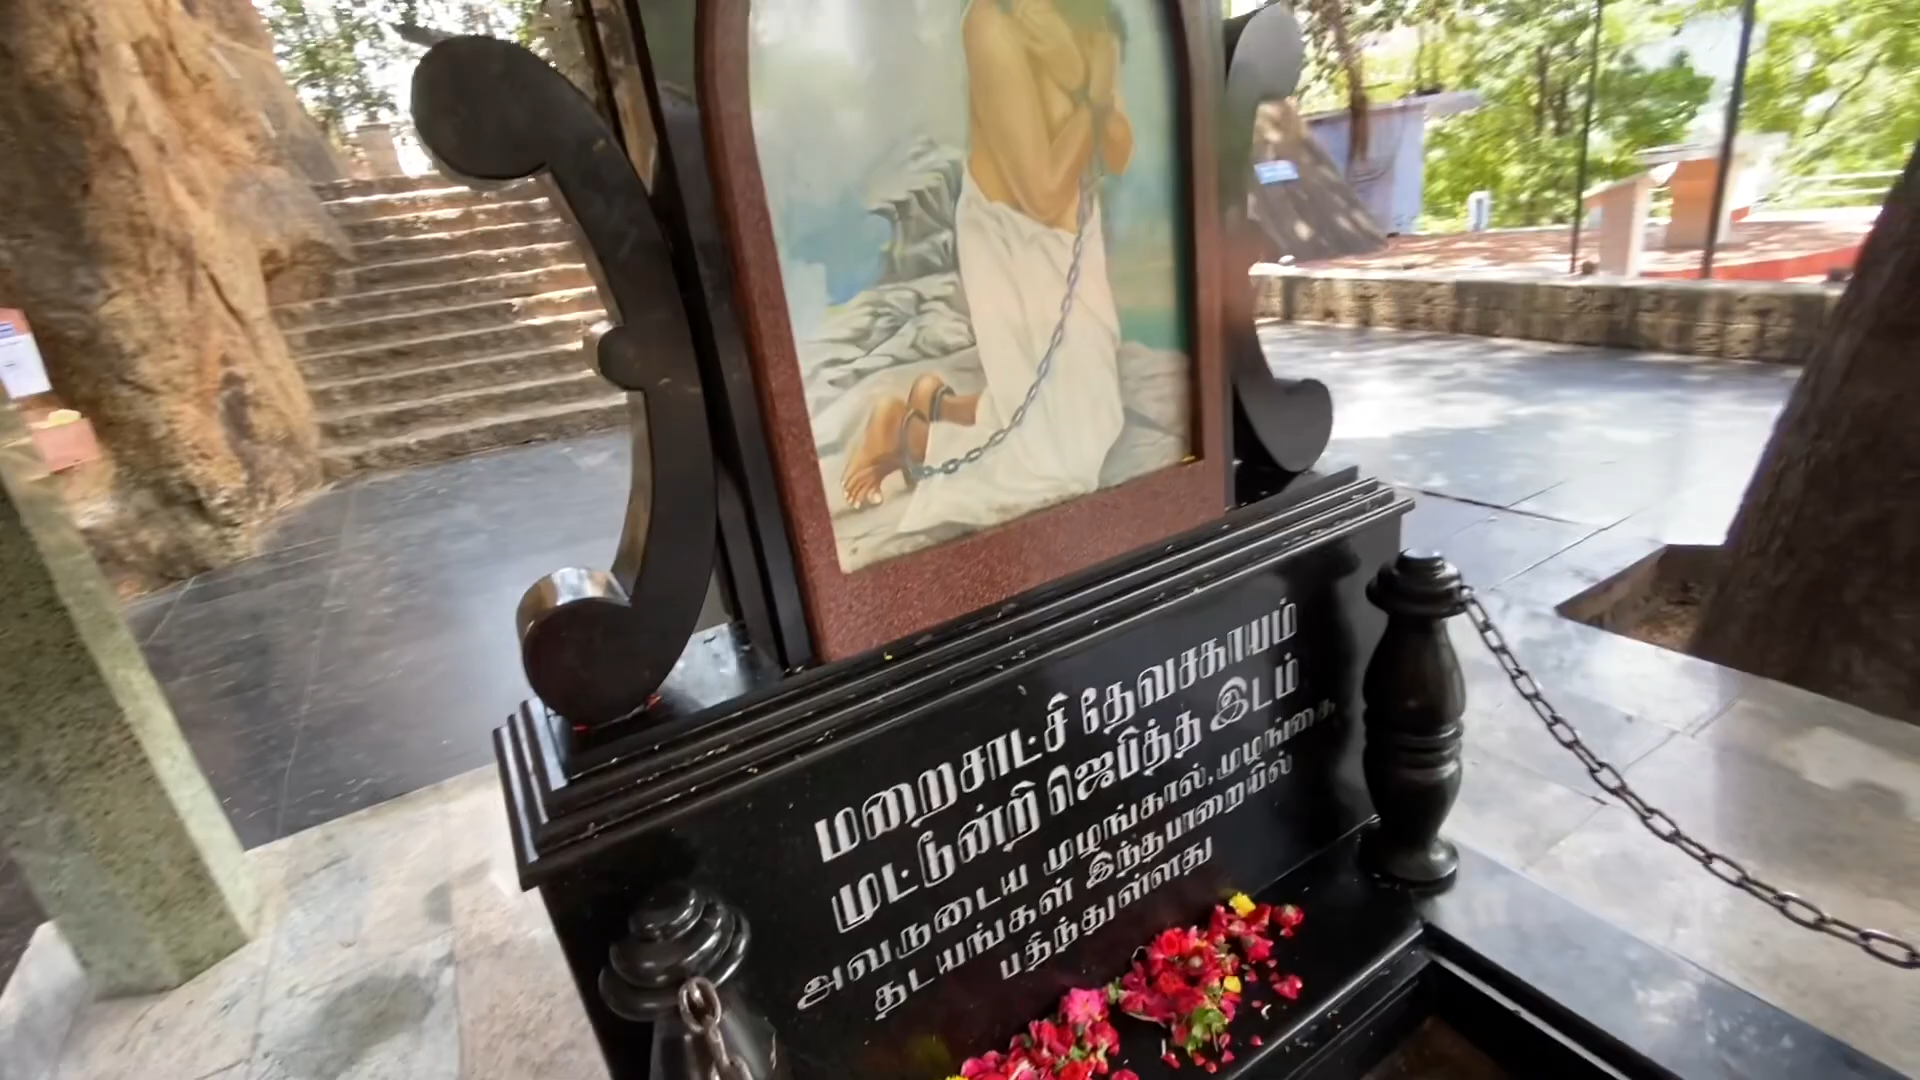 மறைசாட்சி தேவசகாயம்
முட்டூன்றி ஜெபித்த இடம்
அவருடைய முழங்கால், முழங்கை
தடயங்கள் இந்தபாறையில்
பதிந்துள்ளது